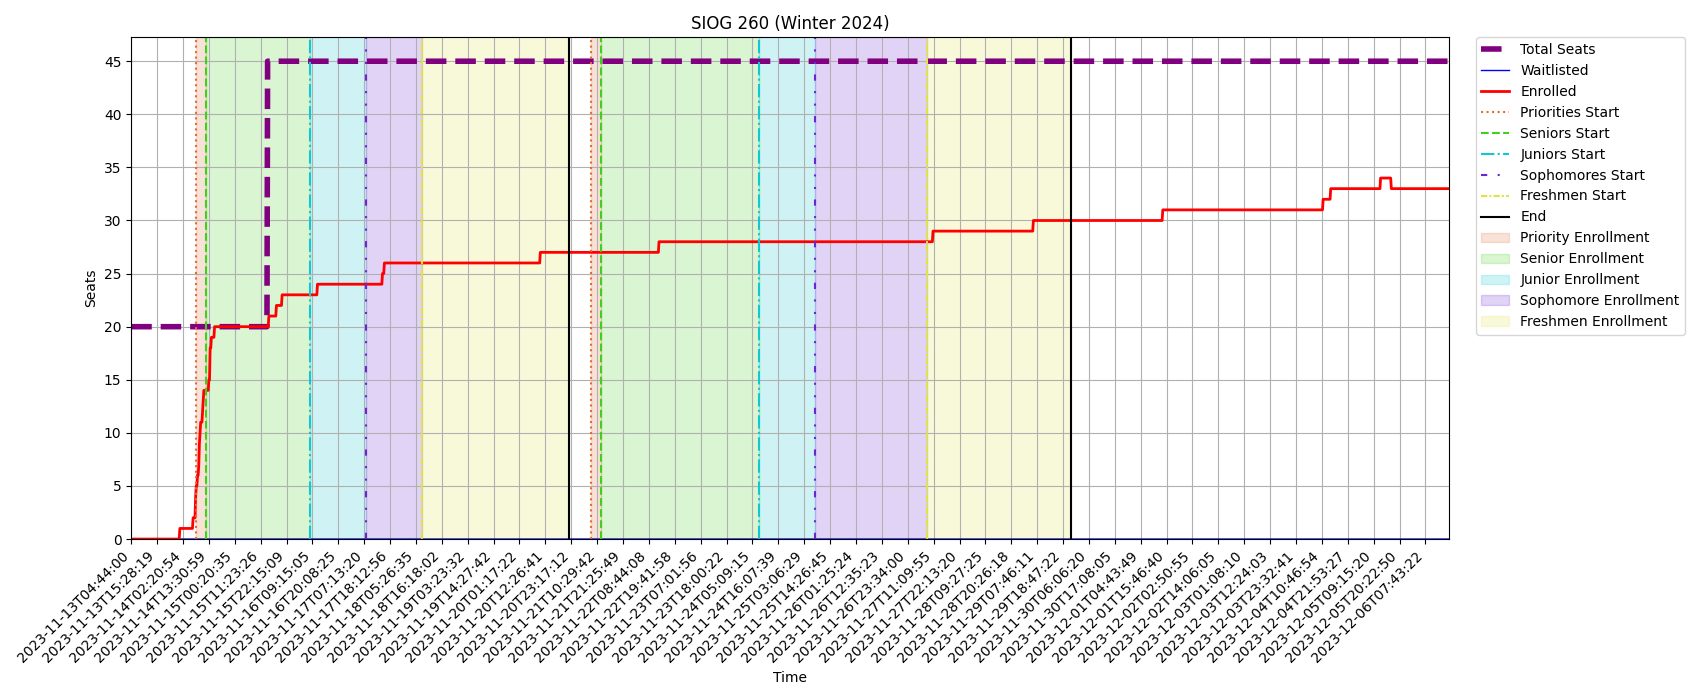 SIOG 260 (Winter 2024)
Seats
45
40
35
30
25
20
15
10
5
0
2023-11-13T04:44:00
2023-11-13T15:28:19
2023-11-14T02:20:54
2023-11-14T13:30:59
2023-11-15T00:20:35
2023-11-15T11:23:26
2023-11-15T22:15:09
2023-11-16T09:15:05
2023-11-16T20:08:25
2023-11-17T07:13:20
2023-11-17T18:12:56
2023-11-18T05:26:35
2023-11-18T16:18:02
2023-11-19T03:23:32
2023-11-19T14:27:42
2023-11-20T01:17:22
2023-11-20T12:26:41
2023-11-20T23:17:12
2023-11-21T10:29:42
2023-11-21T21:25:49
2023-11-22T08:44:08
2023-11-22T19:41:58
2023-11-23T07:01:56
2023-11-23T18:00:22
2023-11-24T05:09:15
2023-11-24T16:07:39
2023-11-25T03:06:29
2023-11-25T14:26:45
2023-11-26T01:25:24
2023-11-26T12:35:23
2023-11-26T23:34:00
2023-11-27T11:09:55
2023-11-27T22:13:20
2023-11-28T09:27:25
2023-11-28T20:26:18
2023-11-29T07:46:11
2023-11-29T18:47:22
2023-11-30T06:06:20
2023-11-30T17:08:05
2023-12-01T04:43:49
2023-12-01T15:46:40
2023-12-02T02:50:55
2023-12-02T14:06:05
2023-12-03T01:08:10
2023-12-03T12:24:03
2023-12-03T23:32:41
2023-12-04T10:46:54
2023-12-04T21:53:27
2023-12-05T09:15:20
2023-12-05T20:22:50
2023-12-06T07:43:22
Time
Total Seats
Waitlisted
Enrolled
Priorities Start
Seniors Start
Juniors Start
Sophomores Start
Freshmen Start
End
Priority Enrollment
Senior Enrollment
Junior Enrollment
Sophomore Enrollment
Freshmen Enrollment